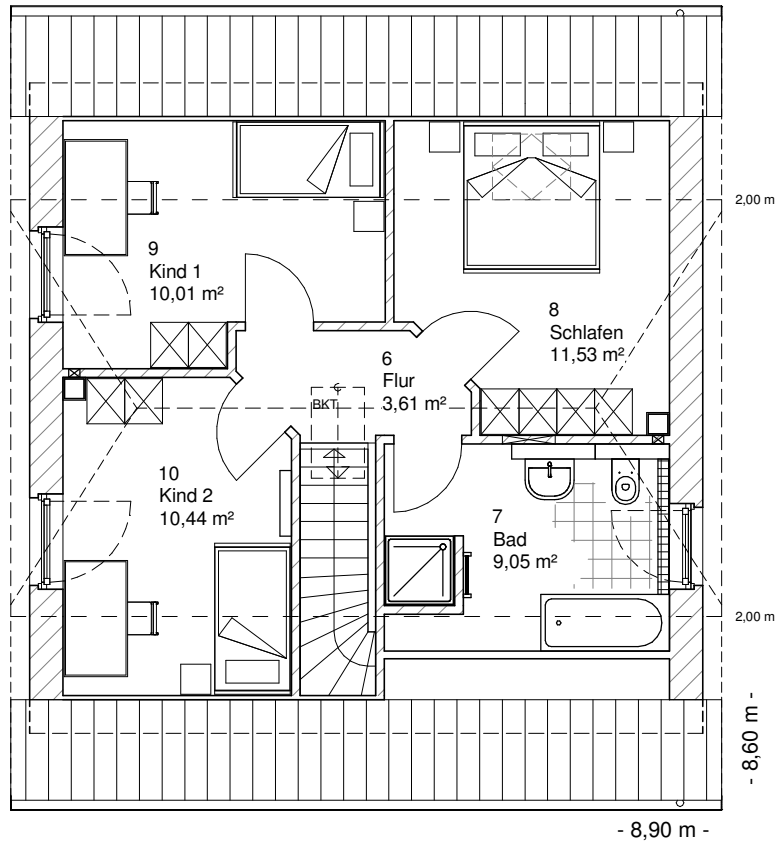 2,00 m
9
Kind 1
10,01 m²
8
Schlafen
11,53 m²
6
Flur
3,61 m²
BKT
10
Kind 2
10,44 m²
7
Bad
9,05 m²
2,00 m
- 8,60 m -
- 8,90 m -